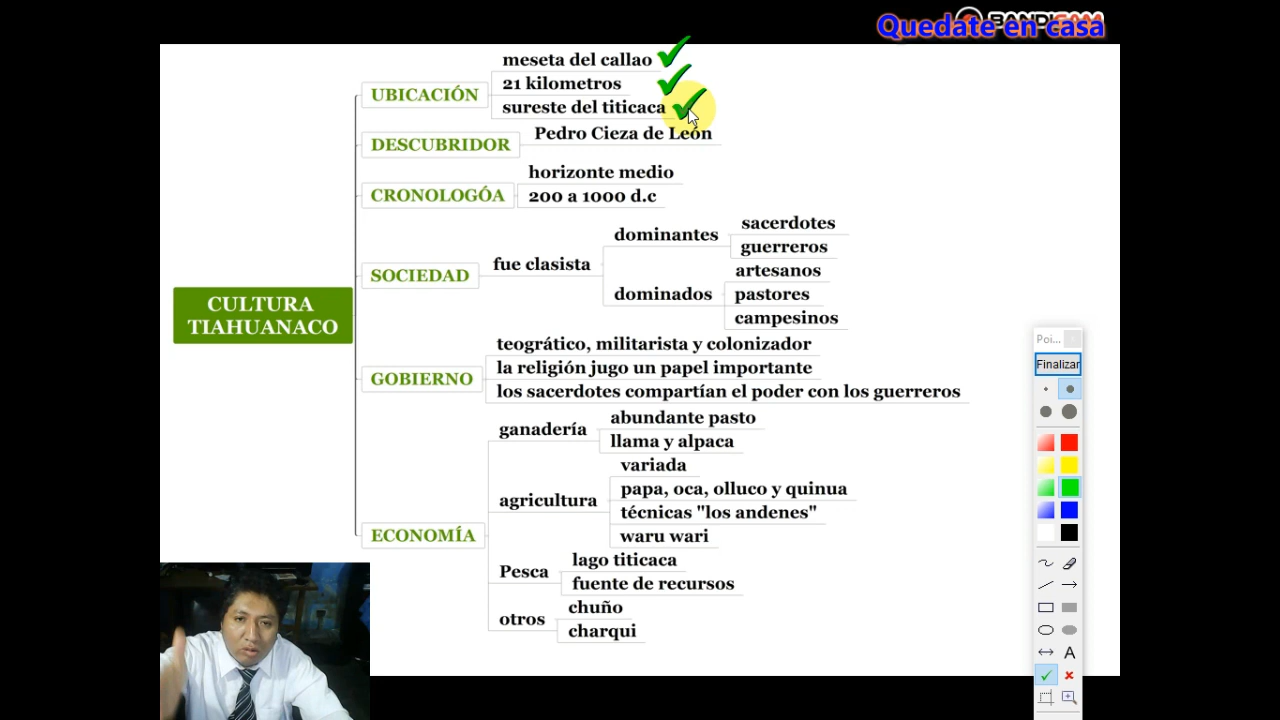 Quedate en casa
BANDICAM
meseta del callao
UBICACIÓN
21 kilometros
sureste del titicaca
DESCUBRIDOR
Pedro Cieza de León
CRONOLOGÓA
horizonte medio
200 a 1000 d.c
SOCIEDAD
fue clasista
dominantes
sacerdotes
guerreros
dominados
artesanos
pastores
campesinos
CULTURA
TIAHUANACO
GOBIERNO
teogrático, militarista y colonizador
la religión jugo un papel importante
los sacerdotes compartían el poder con los guerreros
ECONOMÍA
ganadería
abundante pasto
llama y alpaca
agricultura
variada
papa, oca, olluco y quinua
técnicas "los andenes"
waru wari
Pesca
lago titicaca
fuente de recursos
otros
chuño
charqui
Poi...
Finalizar
A